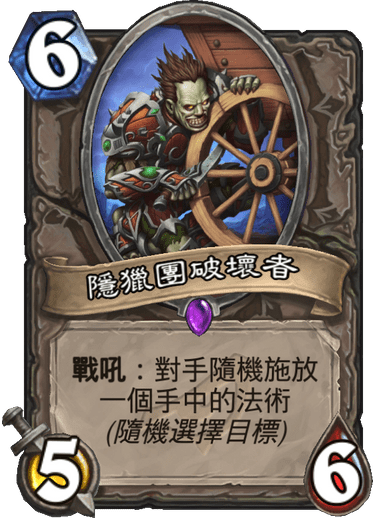 6
隱獵團破壞者
戰吼：對手隨機施放
一個手中的法術
(隨機選擇目標)
5
6